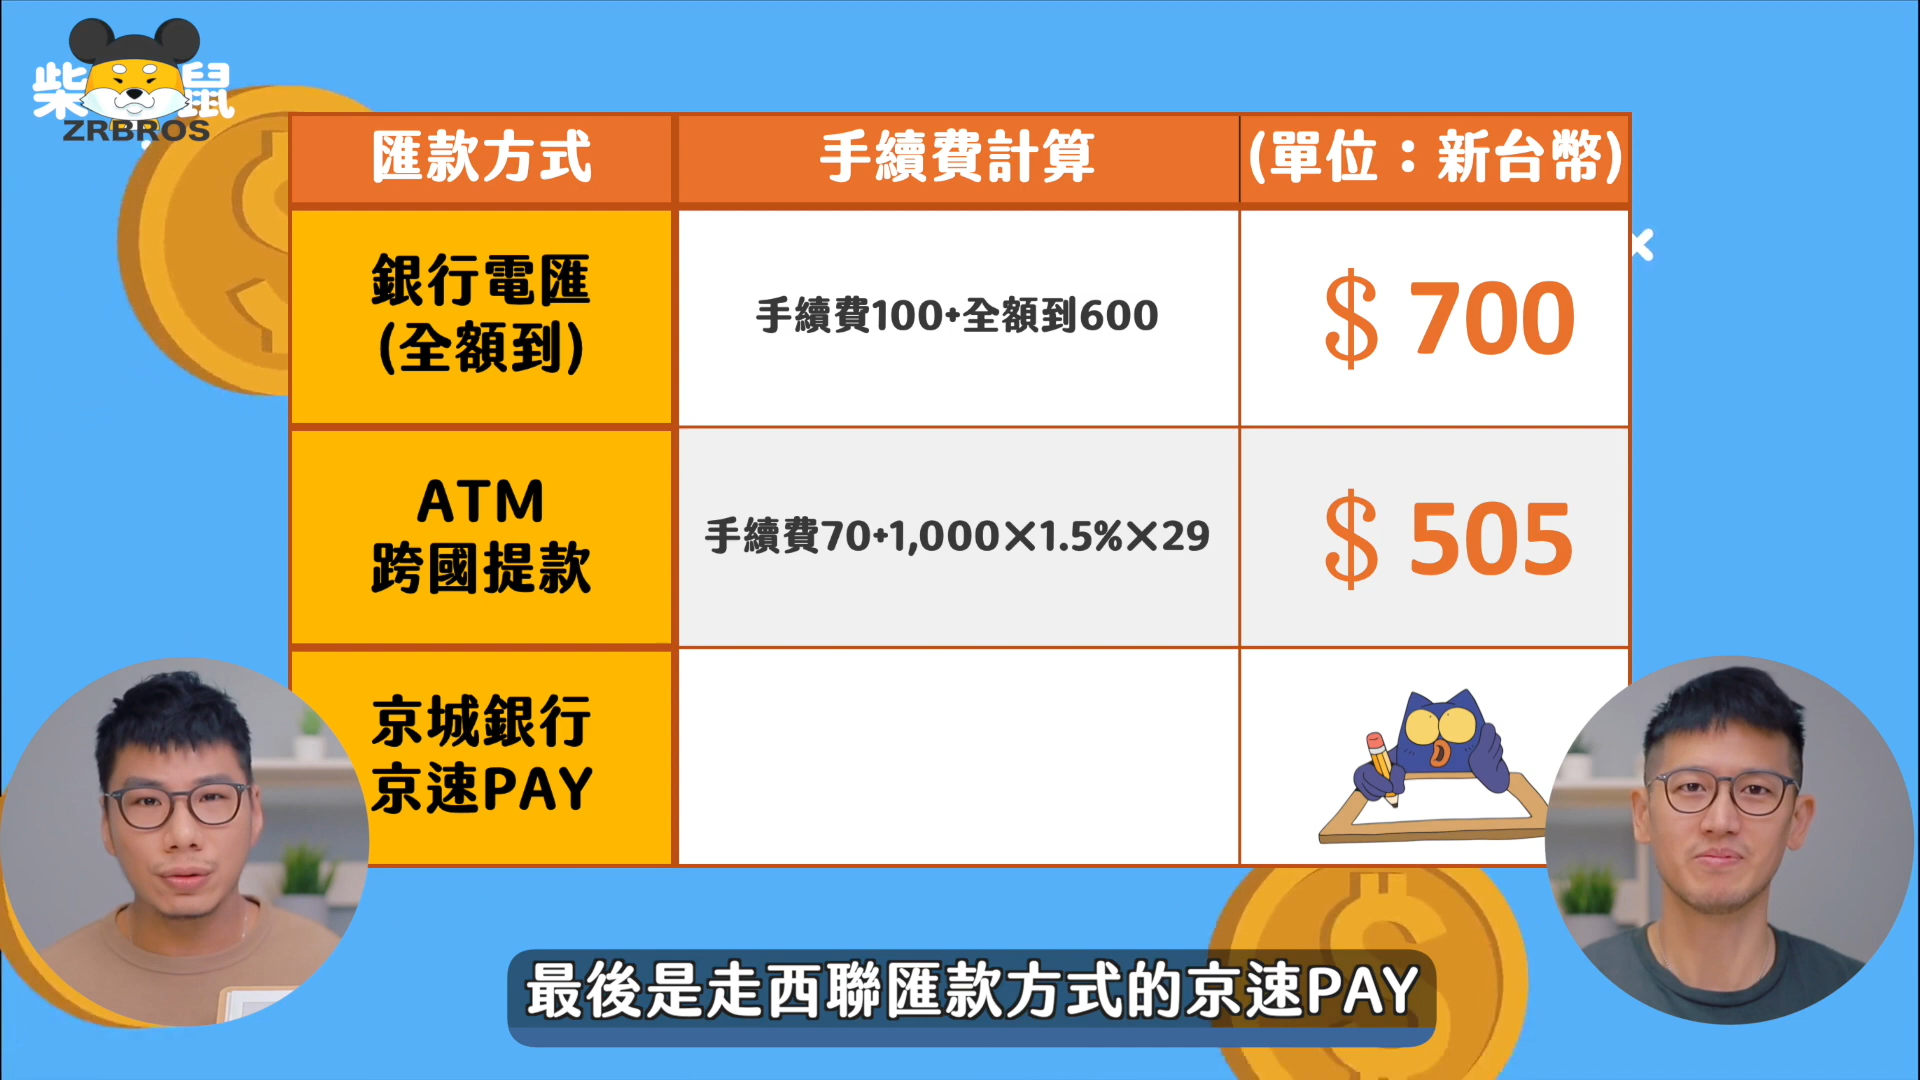 柴鼠
ZRBROS
匯款方式
手續費計算
(單位：新台幣)
銀行電匯
(全額到)
手續費100+全額到600
$ 700
ATM
跨國提款
手續費70+1,000×1.5%×29
$ 505
京城銀行
京速PAY
最後是走西聯匯款方式的京速PAY